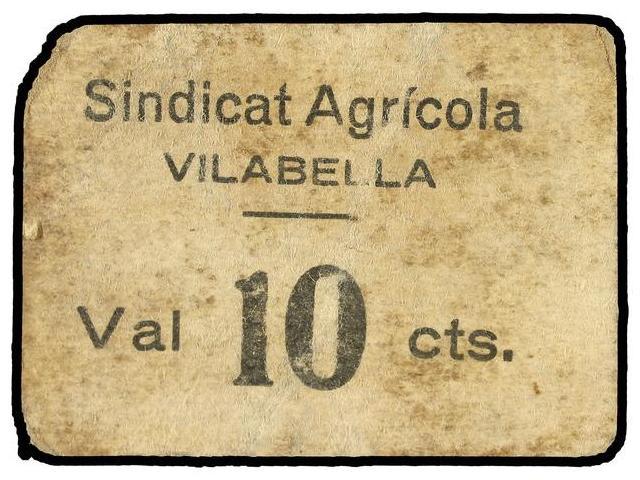 Sindicat Agrícola
VILABELLA
Val 10 cts.